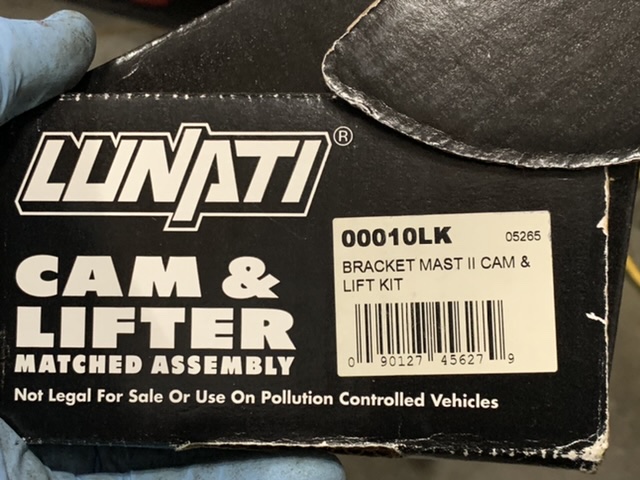 LUNATI®
CAM &
LIFTER
MATCHED ASSEMBLY
Not Legal For Sale Or Use On Pollution Controlled Vehicles
00010LK 05265
BRACKET MAST II CAM &
LIFT KIT
0 90127 45627 9